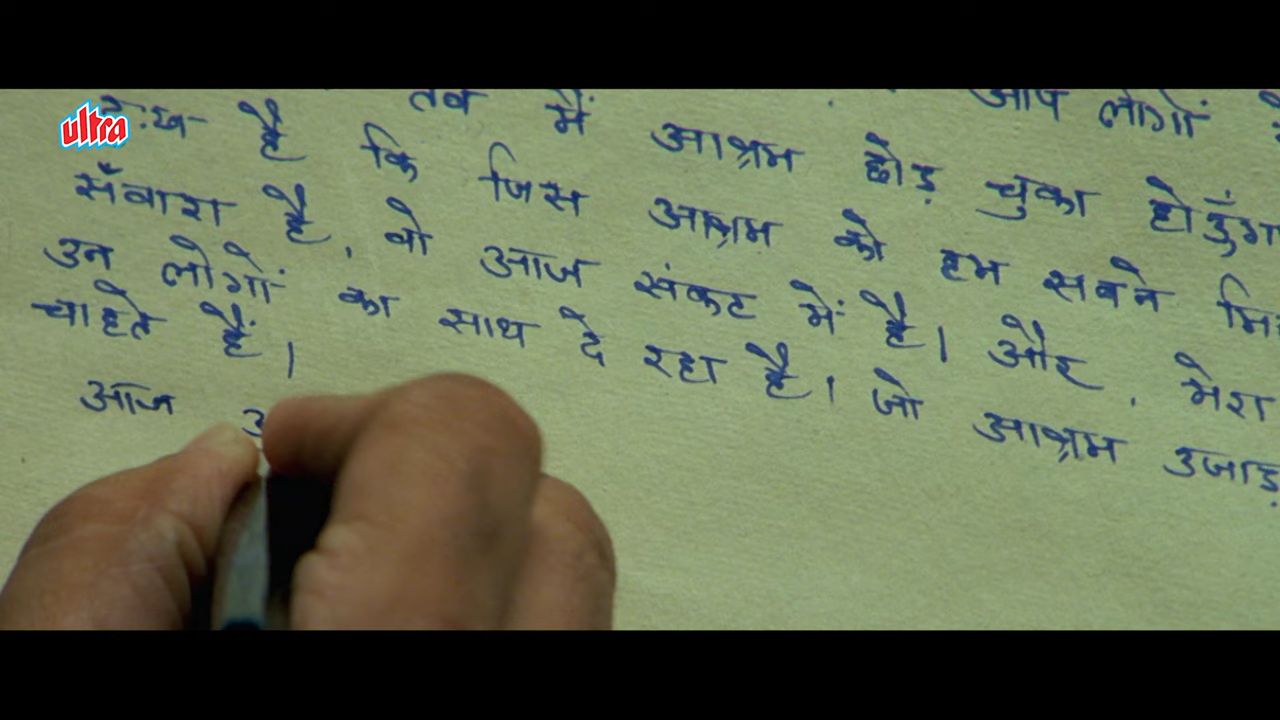 ultra
आप लोगों
तब मैं आश्रम छोड़ चुका होउँगा
दुःख है कि जिस आश्रम को हम सबने
सँवारा है, वो आज संकट में है। और, मेरा
उन लोगों का साथ दे रहा है। जो आश्रम उजाड़
चाहते हैं।
आज